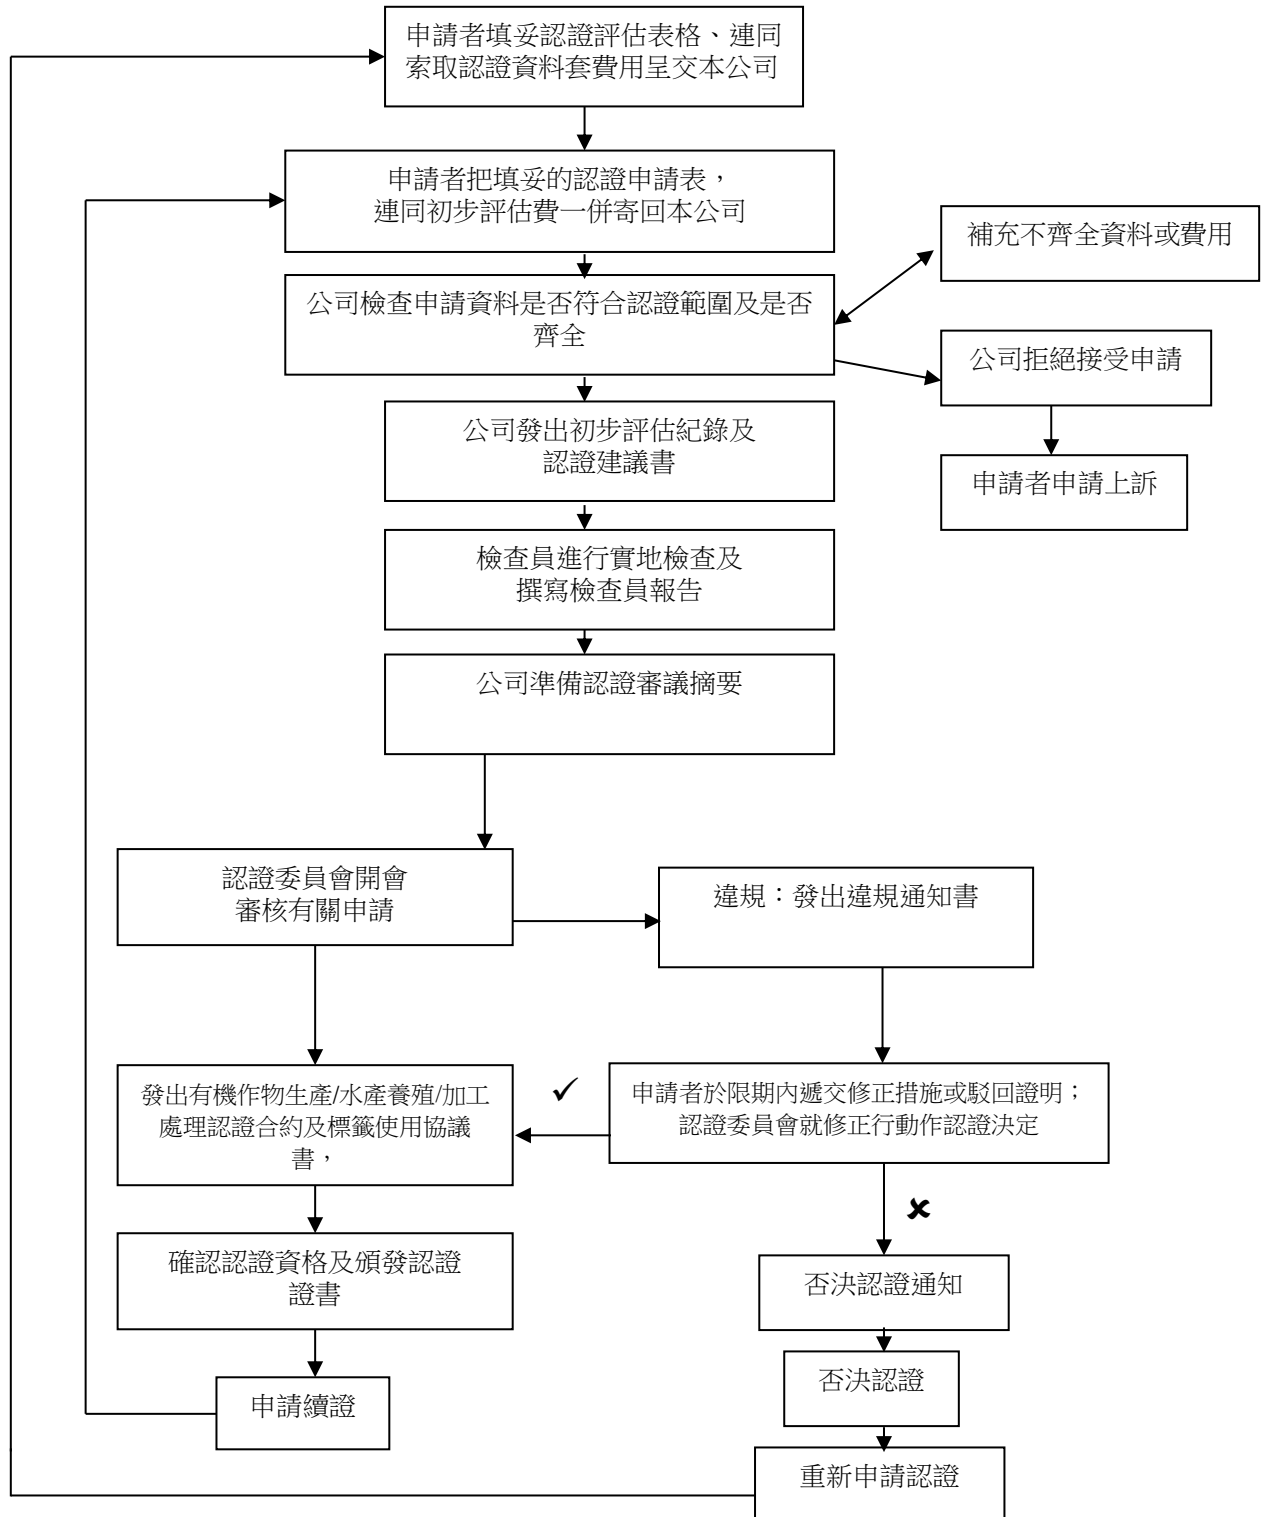 申請者填妥認證評估表格、連同
索取認證資料套費用呈文本公司
申請者把填妥的認證申請表，
連同初步評估費一併寄回本公司
補充不齊全資料或費用
公司檢查申請資料是否符合認證範圍及是否
齊全
公司拒絕接受申請
公司發出初步評估紀錄及
認證建議書
申請者申請上訴
檢查員進行實地檢查及
撰寫檢查員報告
公司準備認證審議摘要
認證委員會開會
審核有關申請
違規：發出違規通知書
發出有機作物生產/水產養殖/加工
處理認證合約及標籤使用協議
書，
✓
申請者於限期內遞交修正措施或駁回證明；
認證委員會就修正行動作認證決定
✘
確認認證資格及頒發認證
證書
否決認證通知
否決認證
申請續證
重新申請認證